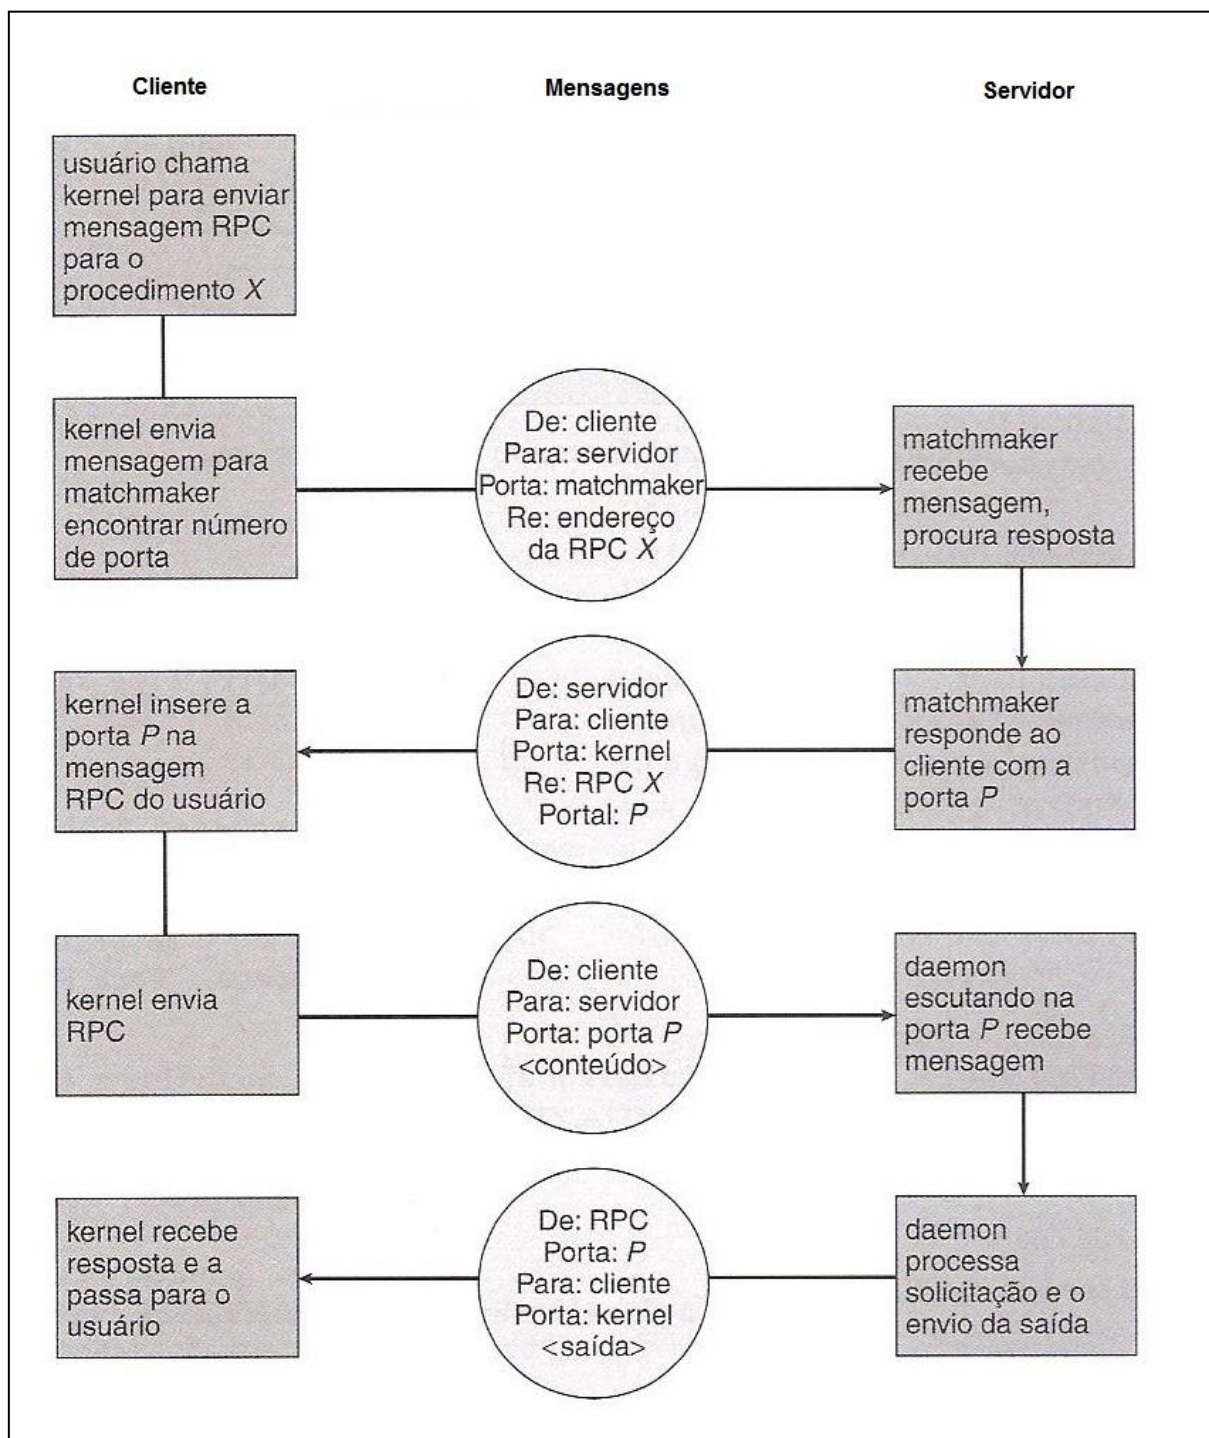 Cliente
Mensagens
Servidor
usuário chama
kernel para enviar
mensagem RPC
para o
procedimento X
kernel envia
mensagem para
matchmaker
encontrar número
de porta
De: cliente
Para: servidor
Porta: matchmaker
Re: endereço
da RPC X
matchmaker
recebe
mensagem,
procura resposta
kernel insere a
porta P na
mensagem
RPC do usuário
De: servidor
Para: cliente
Porta: kernel
Re: RPC X
Portal: P
matchmaker
responde ao
cliente com a
porta P
kernel envia
RPC
De: cliente
Para: servidor
Porta: porta P
<conteúdo>
daemon
escutando na
porta P recebe
mensagem
kernel recebe
resposta e a
passa para o
usuário
De: RPC
Porta: P
Para: cliente
Porta: kernel
<saída>
daemon
processa
solicitação e o
envio da saída